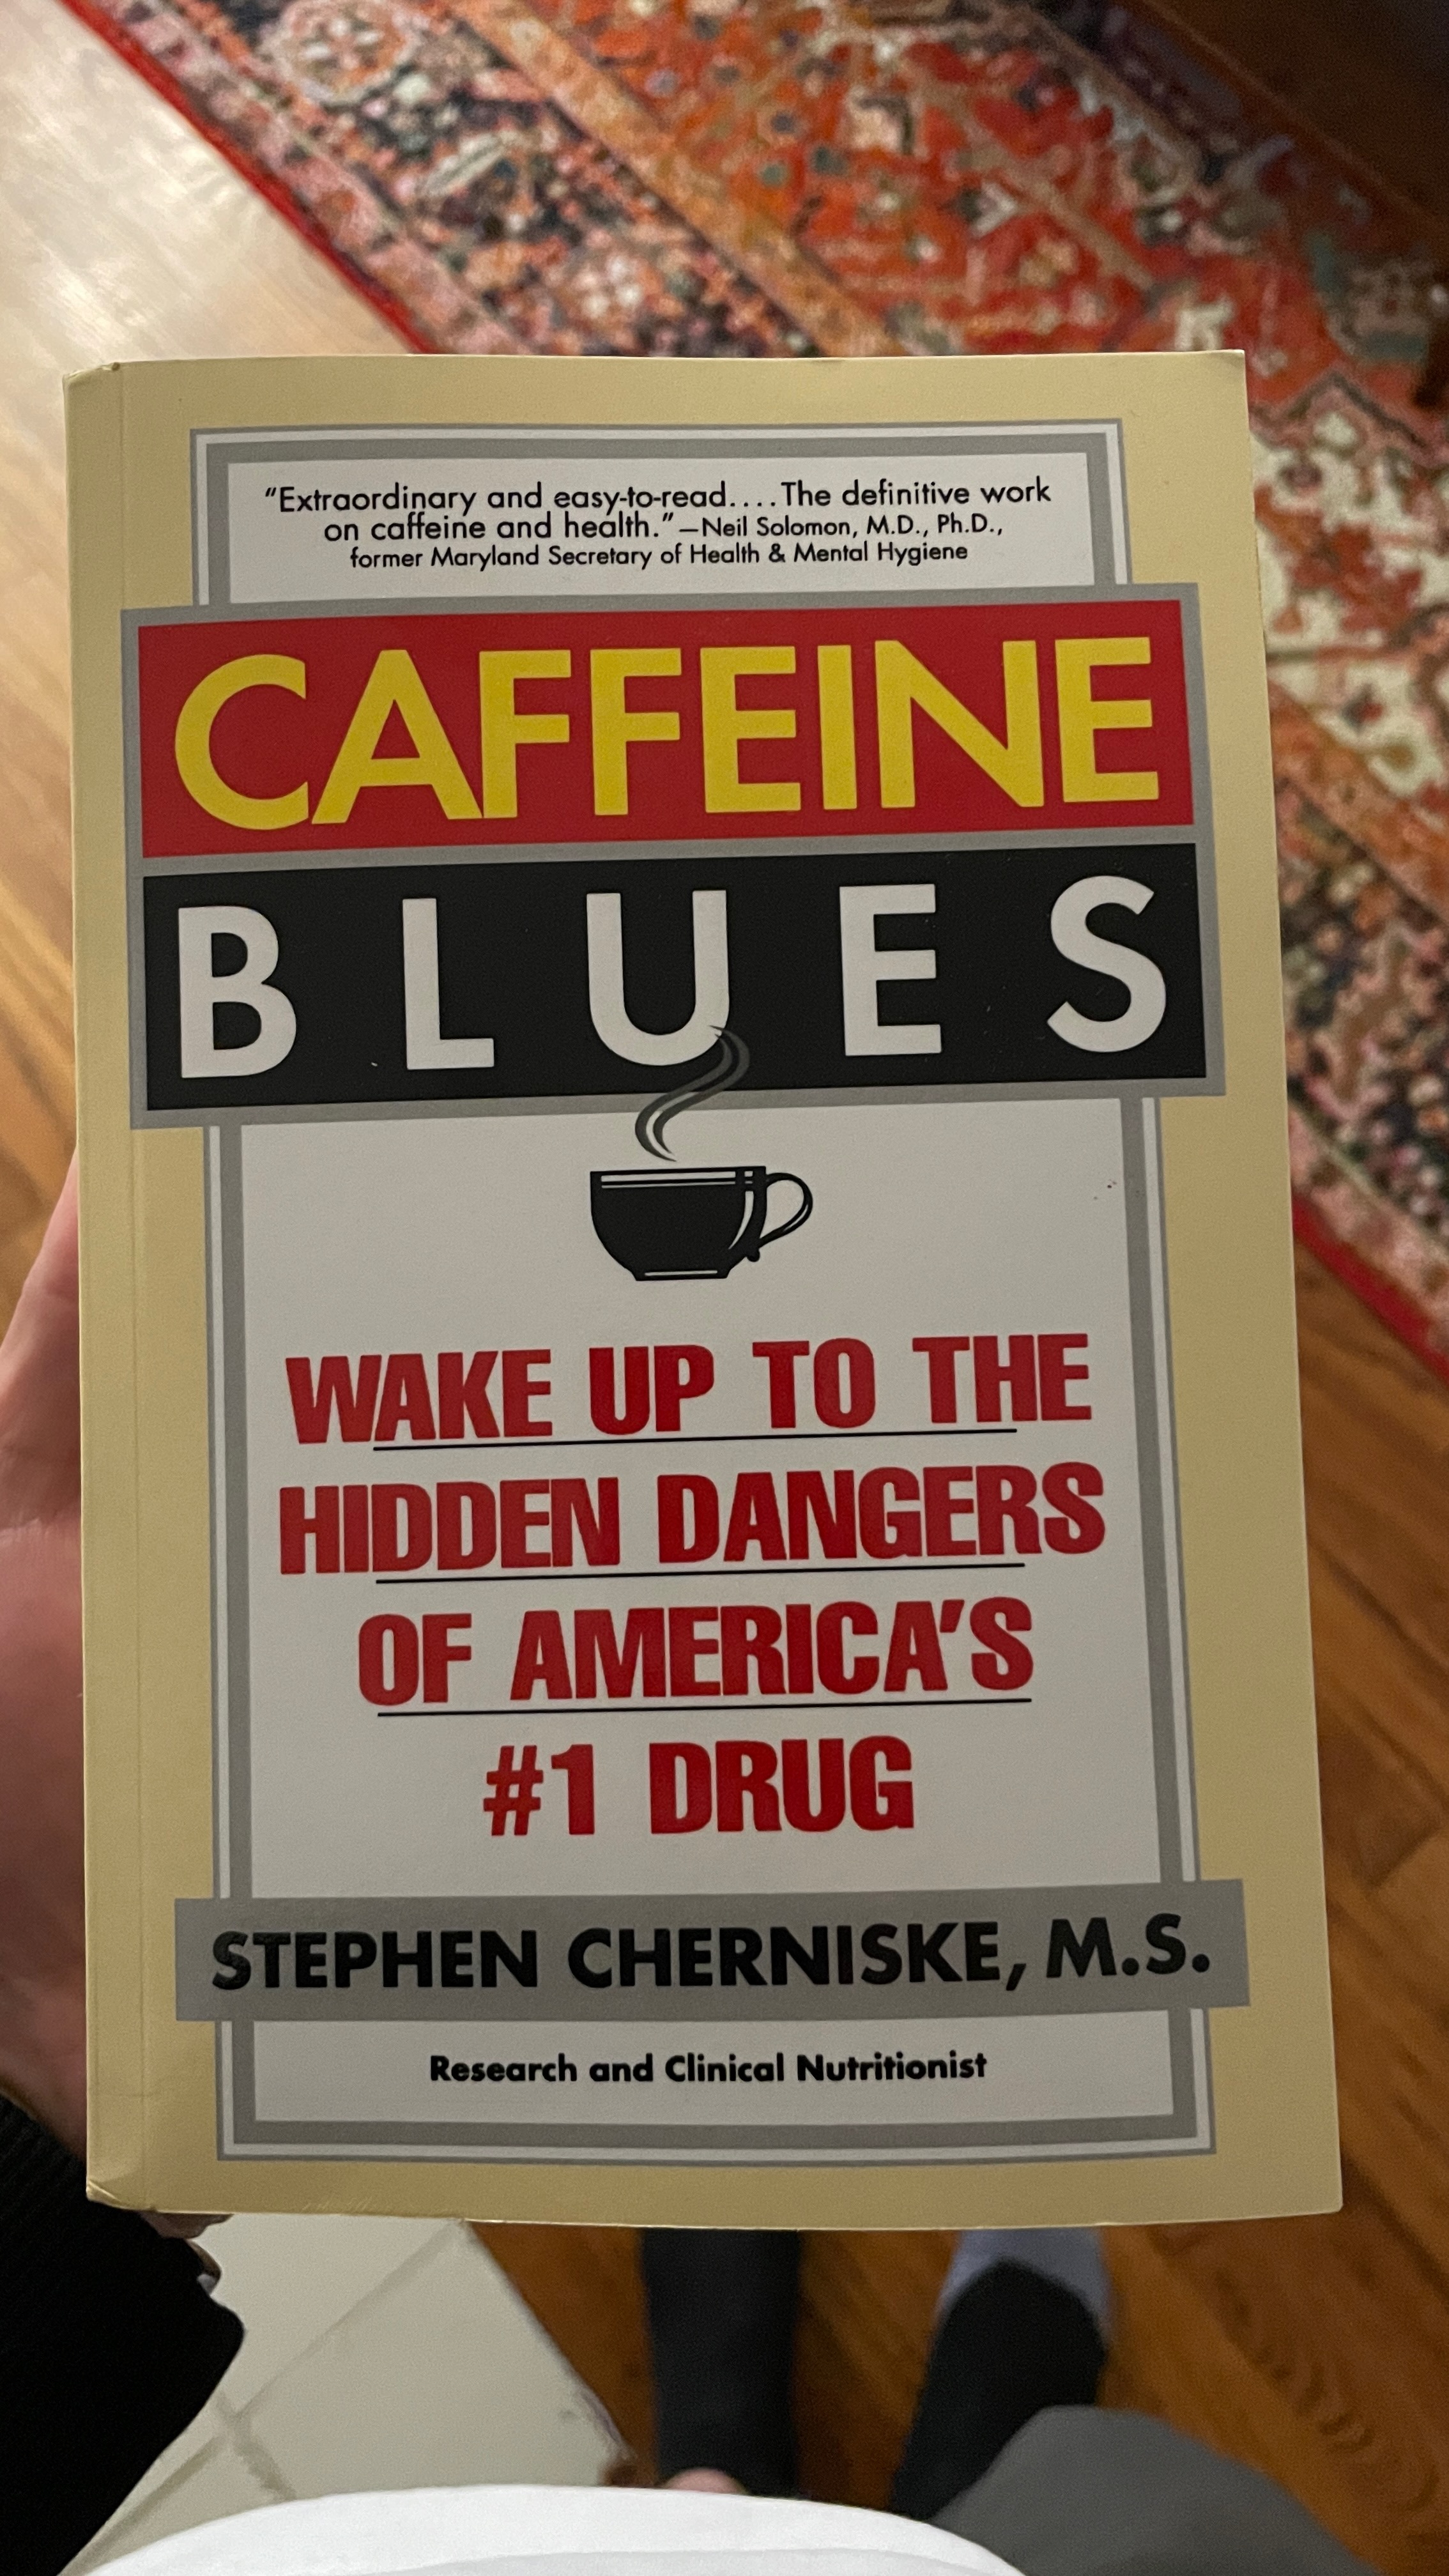 “Extraordinary and easy-to-read....The definitive work
on caffeine and health.”—Neil Solomon, M.D., Ph.D.,
former Maryland Secretary of Health & Mental Hygiene
CAFFEINE
BLUES
WAKE UP TO THE
HIDDEN DANGERS
OF AMERICA’S
#1 DRUG
STEPHEN CHERNISKE, M.S.
Research and Clinical Nutritionist